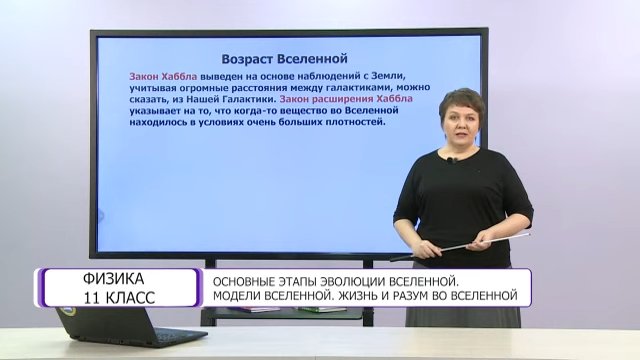 Возраст Вселенной
Закон Хаббла выведен на основе наблюдений с Земли,
учитывая огромные расстояния между галактиками, можно
сказать, из Нашей Галактики. Закон расширения Хаббла
указывает на то, что когда-то вещество во Вселенной
находилось в условиях очень больших плотностей.
ФИЗИКА
11 КЛАСС
ОСНОВНЫЕ ЭТАПЫ ЭВОЛЮЦИИ ВСЕЛЕННОЙ.
МОДЕЛИ ВСЕЛЕННОЙ. ЖИЗНЬ И РАЗУМ ВО ВСЕЛЕННОЙ